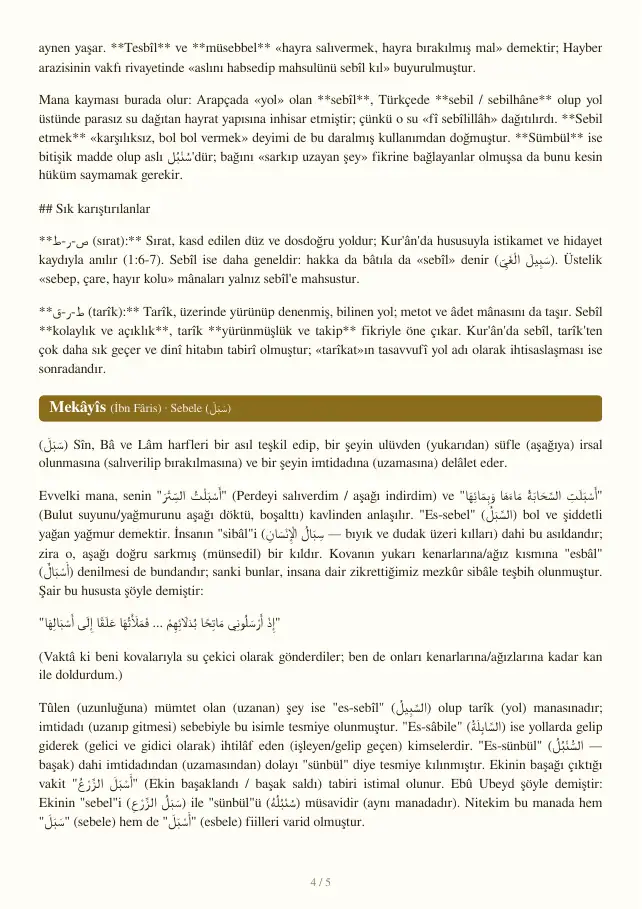 aynen yaşar. **Tesbîl** ve **müsebbel** «hayra salıvermek, hayra bırakılmış mal» demektir; Hayber
arazisinin vakfı rivayetinde «aslını habsedip mahsulünü sebîl kıl» buyurulmuştur.
Mana kayması burada olur: Arapçada «yol» olan **sebîl**, Türkçede **sebil / sebilhâne** olup yol
üstünde parasız su dağıtan hayrat yapısına inhisar etmiştir; çünkü o su «fî sebîlillâh» dağıtılırdı. **Sebil
etmek** «karşılıksız, bol bol vermek» deyimi de bu daralmış kullanımdan doğmuştur. **Sümbül** ise
bitişik madde olup aslı سُنْبُل'dür; bağını «sarkıp uzayan şey» fikrine bağlayanlar olmuşsa da bunu kesin
hüküm saymamak gerekir.
## Sık karıştırılanlar
**ص-ر-ط (sırat):** Sırat, kasd edilen düz ve dosdoğru yoldur; Kur'ân'da hususuyla istikamet ve hidayet
kaydıyla anılır (1:6-7). Sebîl ise daha geneldir: hakka da bâtıla da «sebîl» denir (سَبِيلَ الْغَيِّ). Üstelik
«sebep, çare, hayır kolu» mânaları yalnız sebîl'e mahsustur.
**ط-ر-ق (tarîk):** Tarîk, üzerinde yürünüp denenmiş, bilinen yol; metot ve âdet mânasını da taşır. Sebîl
**kolaylık ve açıklık**, tarîk **yürünmüşlük ve takip** fikriyle öne çıkar. Kur'ân'da sebîl, tarîk'ten
çok daha sık geçer ve dinî hitabın tabirî olmuştur; «tarîkat»ın tasavvufî yol adı olarak ihtisaslaşması ise
sonradandır.
Mekâyîs (İbn Fâris) · Sebele (سَبَلَ)
(سَبَلَ) Sîn, Bâ ve Lâm harfleri bir asıl teşkil edip, bir şeyin ulüvden (yukarıdan) süfle (aşağıya) irsal
olunmasına (salıverilip bırakılmasına) ve bir şeyin imtidadına (uzamasına) delâlet eder.
Evvelki mana, senin "أَسْبَلْتُ السِّتْرَ" (Perdeyi salıverdim / aşağı indirdim) ve "أَسْبَلَتِ السَّحَابَةُ مَاءَهَا وَبِمَائِهَا"
(Bulut suyunu/yağmurunu aşağı döktü, boşalttı) kavlinden anlaşılır. "Es-sebel" (السَّبَلُ) bol ve şiddetli
yağan yağmur demektir. İnsanın "sibâl"i (سِبَالُ الْإِنْسَانِ — bıyık ve dudak üzeri kılları) dahi bu asıldandır;
zira o, aşağı doğru sarkmış (münsedil) bir kıldır. Kovanın yukarı kenarlarına/ağız kısmına "esbâl"
(أَسْبَالٌ) denilmesi de bundandır; sanki bunlar, insana dair zikrettiğimiz mezkûr sibâle teşbih olunmuştur.
Şair bu hususta şöyle demiştir:
"إِذْ أَرْسَلُونِي مَاتِحًا بِدَلَائِهِمْ ... فَمَلَأْتُهَا عَلَقًا إِلَى أَسْبَالِهَا"
(Vaktâ ki beni kovalarıyla su çekici olarak gönderdiler; ben de onları kenarlarına/ağızlarına kadar kan
ile doldurdum.)
Tûlen (uzunluğuna) mümtet olan (uzanan) şey ise "es-sebîl" (السَّبِيلُ) olup tarîk (yol) manasınadır;
imtidadı (uzanıp gitmesi) sebebiyle bu isimle tesmiye olunmuştur. "Es-sâbile" (السَّابِلَةُ) ise yollarda gelip
giderek (gelici ve gidici olarak) ihtilâf eden (işleyen/gelip geçen) kimselerdir. "Es-sünbül" (السُّنْبُلُ —
başak) dahi imtidadından (uzamasından) dolayı "sünbül" diye tesmiye kılınmıştır. Ekinin başağı çıktığı
vakit "أَسْبَلَ الزَّرْعُ" (Ekin başaklandı / başak saldı) tabiri istimal olunur. Ebû Ubeyd şöyle demiştir:
Ekinin "sebel"i (سَبَلُ الزَّرْعِ) ile "sünbül"ü (سُنْبُلُهُ) müsavidir (aynı manadadır). Nitekim bu manada hem
"سَبَلَ" (sebele) hem de "أَسْبَلَ" (esbele) fiilleri varid olmuştur.
4 / 5